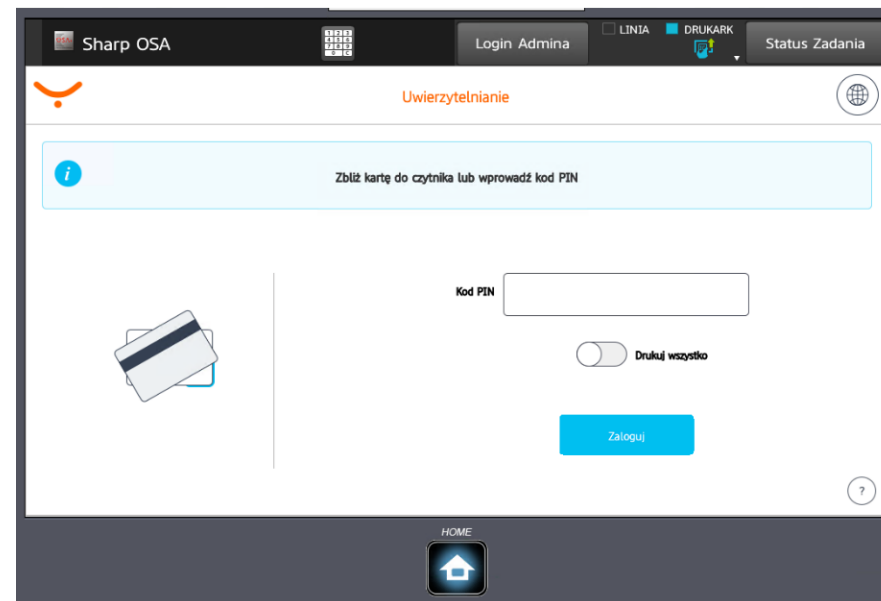 Sharp OSA
Login Admina
LINIA
DRUKARK
Status Zadania
Uwierzytelnianie
i
Zbliż kartę do czytnika lub wprowadź kod PIN
Kod PIN
Drukuj wszystko
Zaloguj
?
HOME